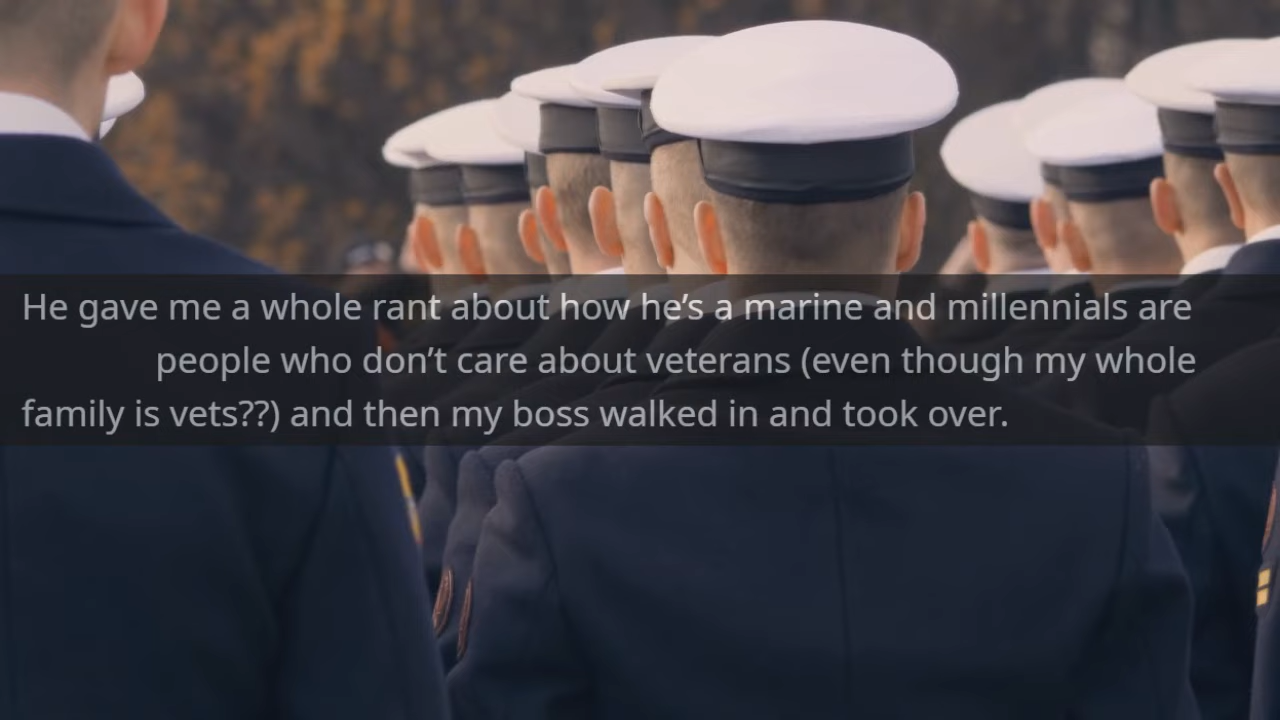 He gave me a whole rant about how he’s a marine and millennials are
people who don’t care about veterans (even though my whole
family is vets??) and then my boss walked in and took over.